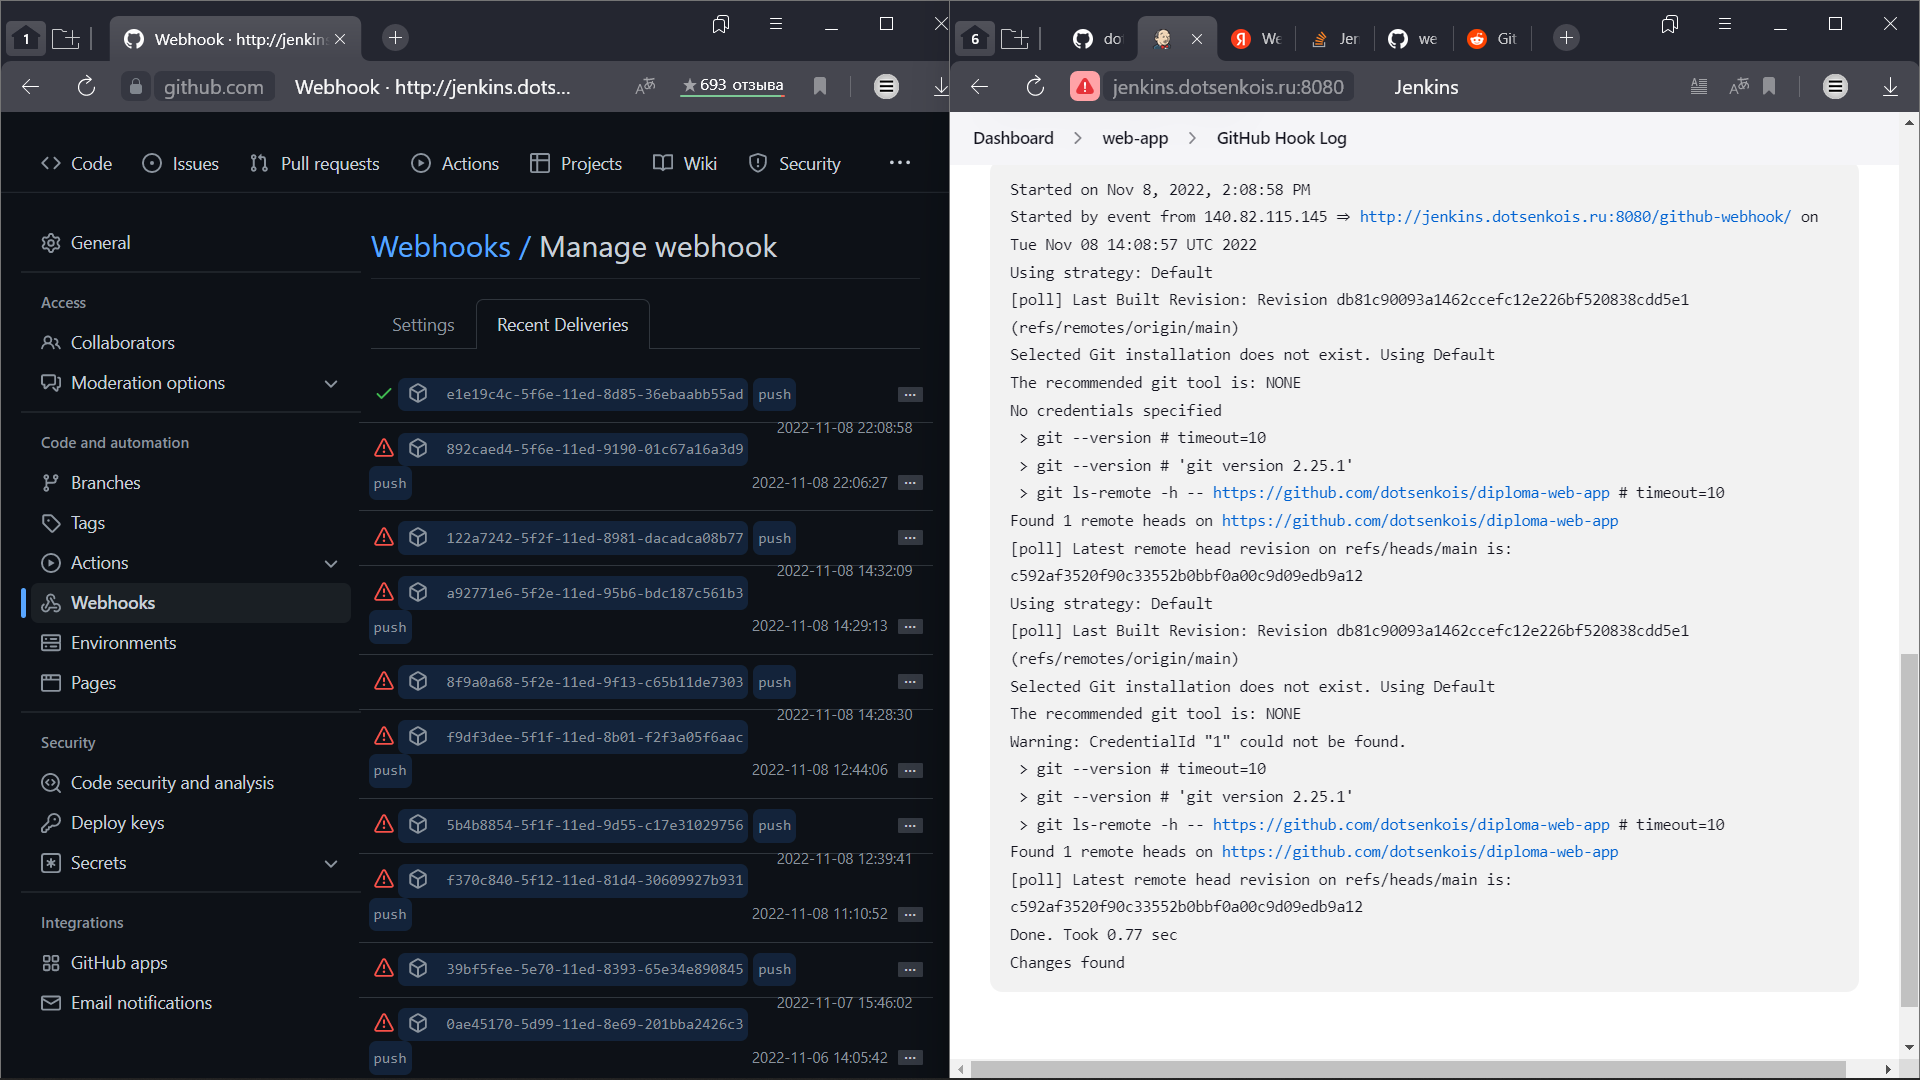 1
Webhook · http://jenkin
github.com
Webhook · http://jenkins.dots...
★ 693 отзыва
Code
Issues
Pull requests
Actions
Projects
Wiki
Security
General
Access
Collaborators
Moderation options
Code and automation
Branches
Tags
Actions
Webhooks
Environments
Pages
Security
Code security and analysis
Deploy keys
Secrets
Integrations
GitHub apps
Email notifications
Webhooks / Manage webhook
Settings
Recent Deliveries
e1e19c4c-5f6e-11ed-8d85-36ebaabb55ad push
2022-11-08 22:08:58
892caed4-5f6e-11ed-9190-01c67a16a3d9
push 2022-11-08 22:06:27
122a7242-5f2f-11ed-8981-dacadca08b77 push
2022-11-08 14:32:09
a92771e6-5f2e-11ed-95b6-bdc187c561b3
push 2022-11-08 14:29:13
8f9a0a68-5f2e-11ed-9f13-c65b11de7303 push
2022-11-08 14:28:30
f9df3dee-5f1f-11ed-8b01-f2f3a05f6aac
push 2022-11-08 12:44:06
5b4b8854-5f1f-11ed-9d55-c17e31029756 push
2022-11-08 12:39:41
f370c840-5f12-11ed-81d4-30609927b931
push 2022-11-08 11:10:52
39bf5fee-5e70-11ed-8393-65e34e890845 push
2022-11-07 15:46:02
0ae45170-5d99-11ed-8e69-201bba2426c3
push 2022-11-06 14:05:42
6
do
We
Jer
we
Git
jenkins.dotsenkois.ru:8080
Jenkins
Dashboard > web-app > GitHub Hook Log
Started on Nov 8, 2022, 2:08:58 PM
Started by event from 140.82.115.145 ⇒ http://jenkins.dotsenkois.ru:8080/github-webhook/ on
Tue Nov 08 14:08:57 UTC 2022
Using strategy: Default
[poll] Last Built Revision: Revision db81c90093a1462ccefc12e226bf520838cdd5e1
(refs/remotes/origin/main)
Selected Git installation does not exist. Using Default
The recommended git tool is: NONE
No credentials specified
> git --version # timeout=10
> git --version # 'git version 2.25.1'
> git ls-remote -h -- https://github.com/dotsenkois/diploma-web-app # timeout=10
Found 1 remote heads on https://github.com/dotsenkois/diploma-web-app
[poll] Latest remote head revision on refs/heads/main is:
c592af3520f90c33552b0bbf0a00c9d09edb9a12
Using strategy: Default
[poll] Last Built Revision: Revision db81c90093a1462ccefc12e226bf520838cdd5e1
(refs/remotes/origin/main)
Selected Git installation does not exist. Using Default
The recommended git tool is: NONE
Warning: CredentialId "1" could not be found.
> git --version # timeout=10
> git --version # 'git version 2.25.1'
> git ls-remote -h -- https://github.com/dotsenkois/diploma-web-app # timeout=10
Found 1 remote heads on https://github.com/dotsenkois/diploma-web-app
[poll] Latest remote head revision on refs/heads/main is:
c592af3520f90c33552b0bbf0a00c9d09edb9a12
Done. Took 0.77 sec
Changes found